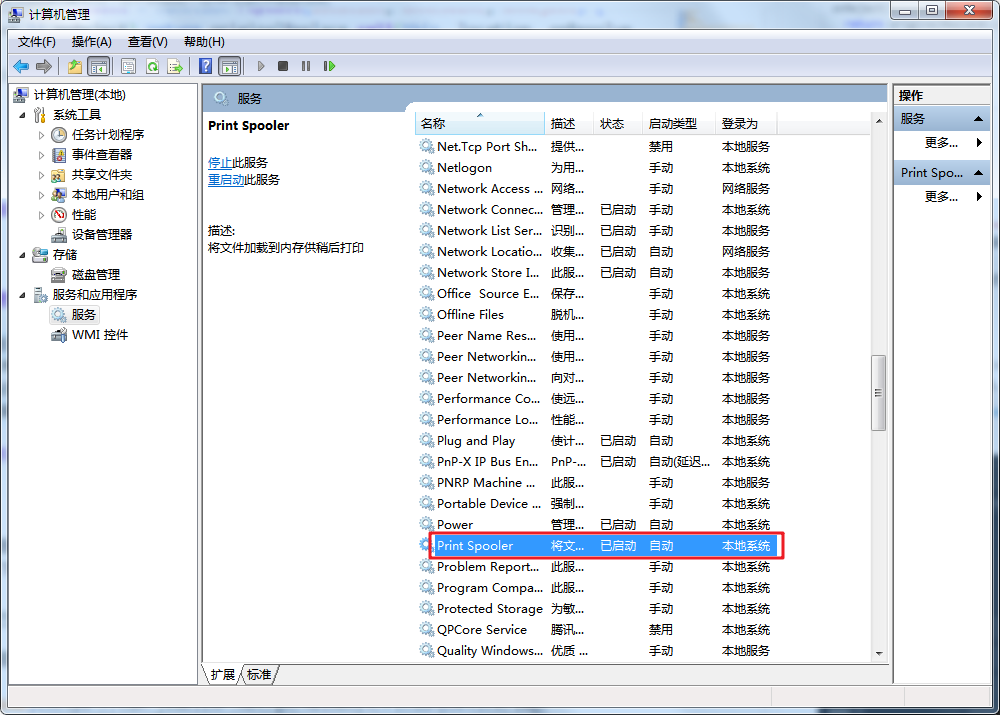 计算机管理
文件(F) 操作(A) 查看(V) 帮助(H)
计算机管理(本地)
系统工具
任务计划程序
事件查看器
共享文件夹
本地用户和组
性能
设备管理器
存储
磁盘管理
服务和应用程序
服务
WMI 控件
服务
Print Spooler
停止此服务
重启动此服务
描述:
将文件加载到内存供稍后打印
名称 描述 状态 启动类型 登录为
Net.Tcp Port Sh... 提供... 禁用 本地服务
Netlogon 为用... 手动 本地系统
Network Access ... 网络... 手动 网络服务
Network Connec... 管理... 已启动 手动 本地系统
Network List Ser... 识别... 已启动 手动 本地服务
Network Locatio... 收集... 已启动 自动 网络服务
Network Store I... 此服... 已启动 自动 本地服务
Office  Source E... 保存... 手动 本地系统
Offline Files 脱机... 手动 本地系统
Peer Name Res... 使用... 手动 本地服务
Peer Networkin... 使用... 手动 本地服务
Peer Networkin... 向对... 手动 本地服务
Performance Co... 使远... 手动 本地服务
Performance Lo... 性能... 手动 本地服务
Plug and Play 使计... 已启动 自动 本地系统
PnP-X IP Bus En... PnP-... 已启动 自动(延迟... 本地系统
PNRP Machine ... 此服... 手动 本地服务
Portable Device ... 强制... 手动 本地系统
Power 管理... 已启动 自动 本地系统
Print Spooler 将文... 已启动 自动 本地系统
Problem Report... 此服... 手动 本地系统
Program Compa... 此服... 手动 本地系统
Protected Storage 为敏... 手动 本地系统
QPCore Service 腾讯... 禁用 本地系统
Quality Windows... 优质 ... 手动 本地服务
扩展 标准
操作
服务
更多...
Print Spo...
更多...